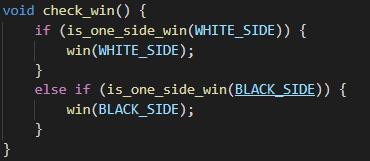 void check_win() {
    if (is_one_side_win(WHITE_SIDE)) {
        win(WHITE_SIDE);
    }
    else if (is_one_side_win(BLACK_SIDE)) {
        win(BLACK_SIDE);
    }
}